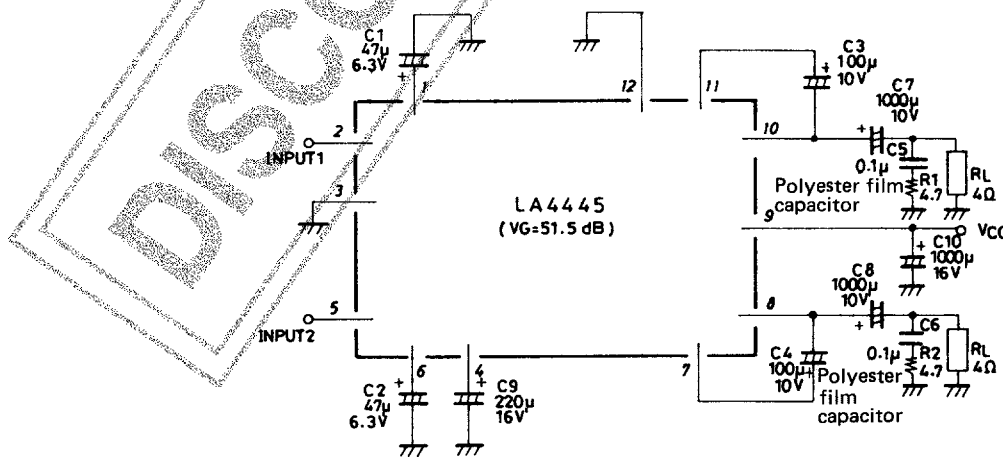 DISCO
C1
47μ
6.3V
+
1
12
11
C3
+
100μ
10V
C7
1000μ
10V
+
2
INPUT1
10
C5
0.1μ
R1
4.7
RL
4Ω
Polyester film
capacitor
3
LA4445
(VG=51.5 dB)
9
VCC
+
C10
1000μ
16V
5
INPUT2
8
C8
1000μ
10V
+
C6
0.1μ
R2
4.7
RL
4Ω
Polyester
film
capacitor
6
4
7
C4
100μ
+
10V
+
C2
47μ
6.3V
+
C9
220μ
16V